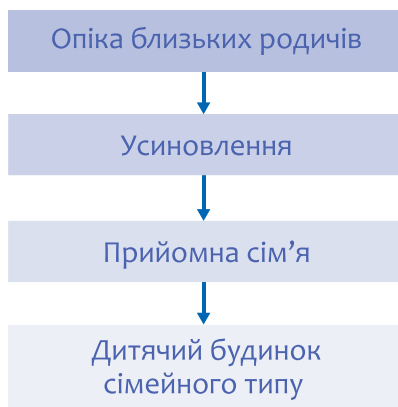 Опіка близьких родичів
Усиновлення
Прийомна сім’я
Дитячий будинок
сімейного типу